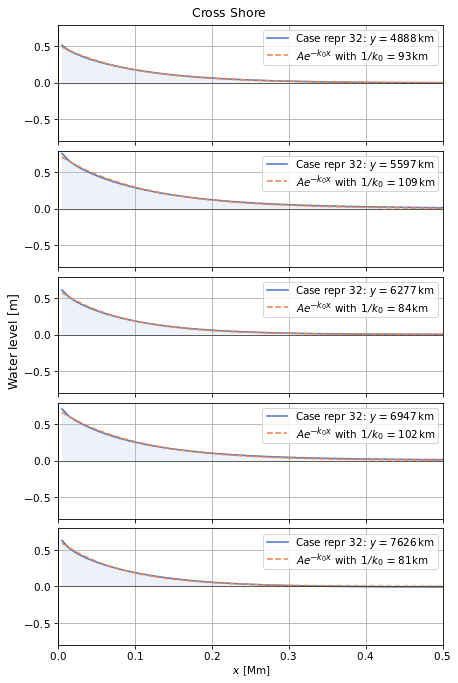 Cross Shore
Water level [m]
0.5
0.0
−0.5
Case repr 32: y = 4888 km
Ae^{−k₀x} with 1/k₀ = 93 km
0.5
0.0
−0.5
Case repr 32: y = 5597 km
Ae^{−k₀x} with 1/k₀ = 109 km
0.5
0.0
−0.5
Case repr 32: y = 6277 km
Ae^{−k₀x} with 1/k₀ = 84 km
0.5
0.0
−0.5
Case repr 32: y = 6947 km
Ae^{−k₀x} with 1/k₀ = 102 km
0.5
0.0
−0.5
Case repr 32: y = 7626 km
Ae^{−k₀x} with 1/k₀ = 81 km
0.0 0.1 0.2 0.3 0.4 0.5
x [Mm]